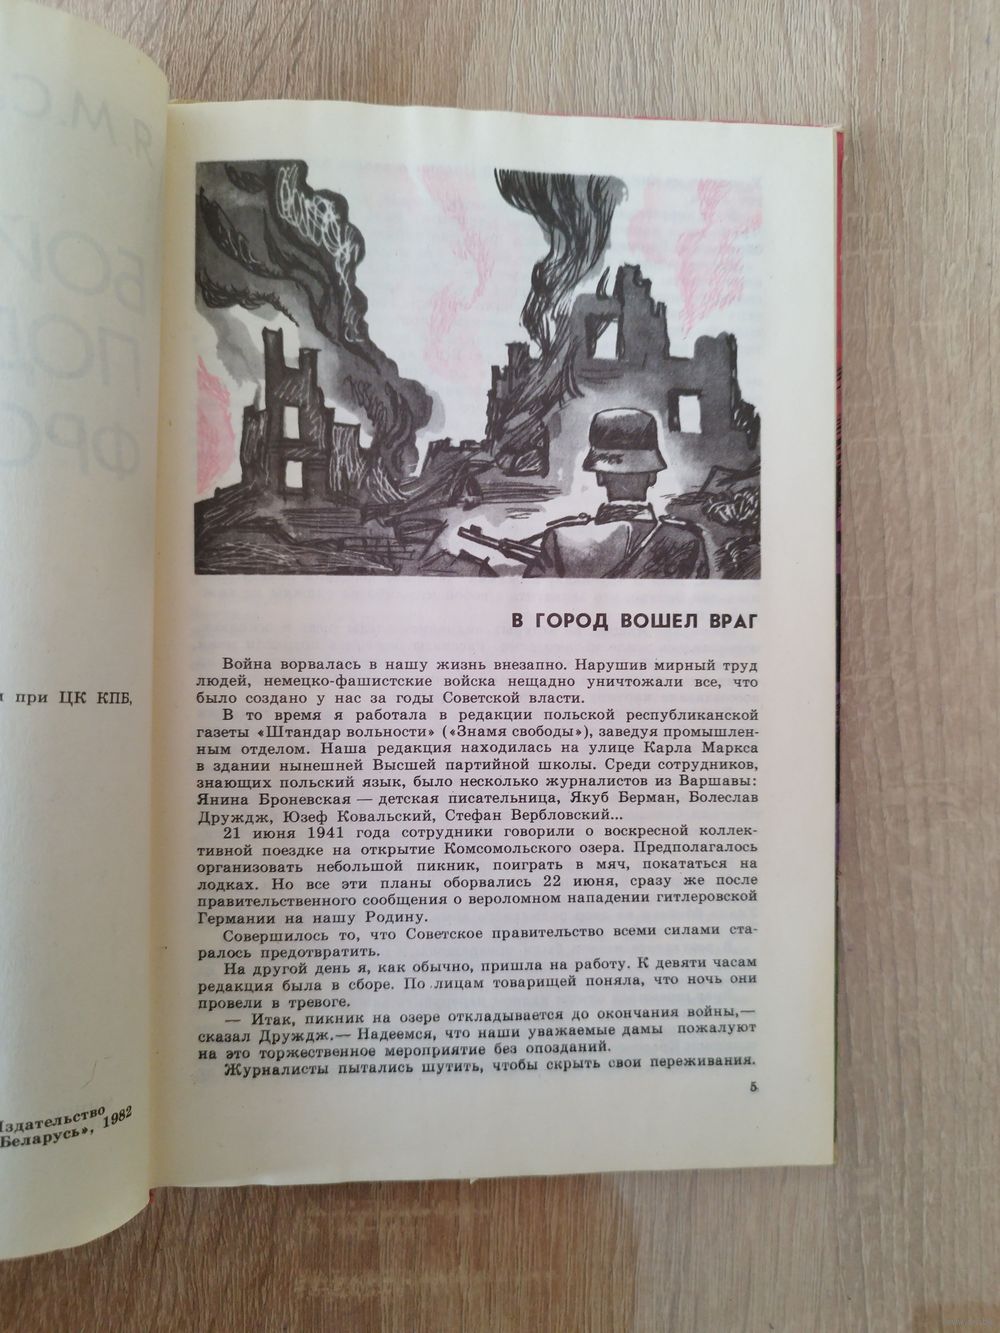 и при ЦК КПБ,
Издательство
«Беларусь», 1982
В ГОРОД ВОШЕЛ ВРАГ
Война ворвалась в нашу жизнь внезапно. Нарушив мирный труд
людей, немецко-фашистские войска нещадно уничтожали все, что
было создано у нас за годы Советской власти.
В то время я работала в редакции польской республиканской
газеты «Штандар вольности» («Знамя свободы»), заведуя промышлен-
ным отделом. Наша редакция находилась на улице Карла Маркса
в здании нынешней Высшей партийной школы. Среди сотрудников,
знающих польский язык, было несколько журналистов из Варшавы:
Янина Броневская — детская писательница, Якуб Берман, Болеслав
Друждж, Юзеф Ковальский, Стефан Вербловский...
21 июня 1941 года сотрудники говорили о воскресной коллек-
тивной поездке на открытие Комсомольского озера. Предполагалось
организовать небольшой пикник, поиграть в мяч, покататься на
лодках. Но все эти планы оборвались 22 июня, сразу же после
правительственного сообщения о вероломном нападении гитлеровской
Германии на нашу Родину.
Совершилось то, что Советское правительство всеми силами ста-
ралось предотвратить.
На другой день я, как обычно, пришла на работу. К девяти часам
редакция была в сборе. По лицам товарищей поняла, что ночь они
провели в тревоге.
— Итак, пикник на озере откладывается до окончания войны,—
сказал Друждж.— Надеемся, что наши уважаемые дамы пожалуют
на это торжественное мероприятие без опозданий.
Журналисты пытались шутить, чтобы скрыть свои переживания.
5